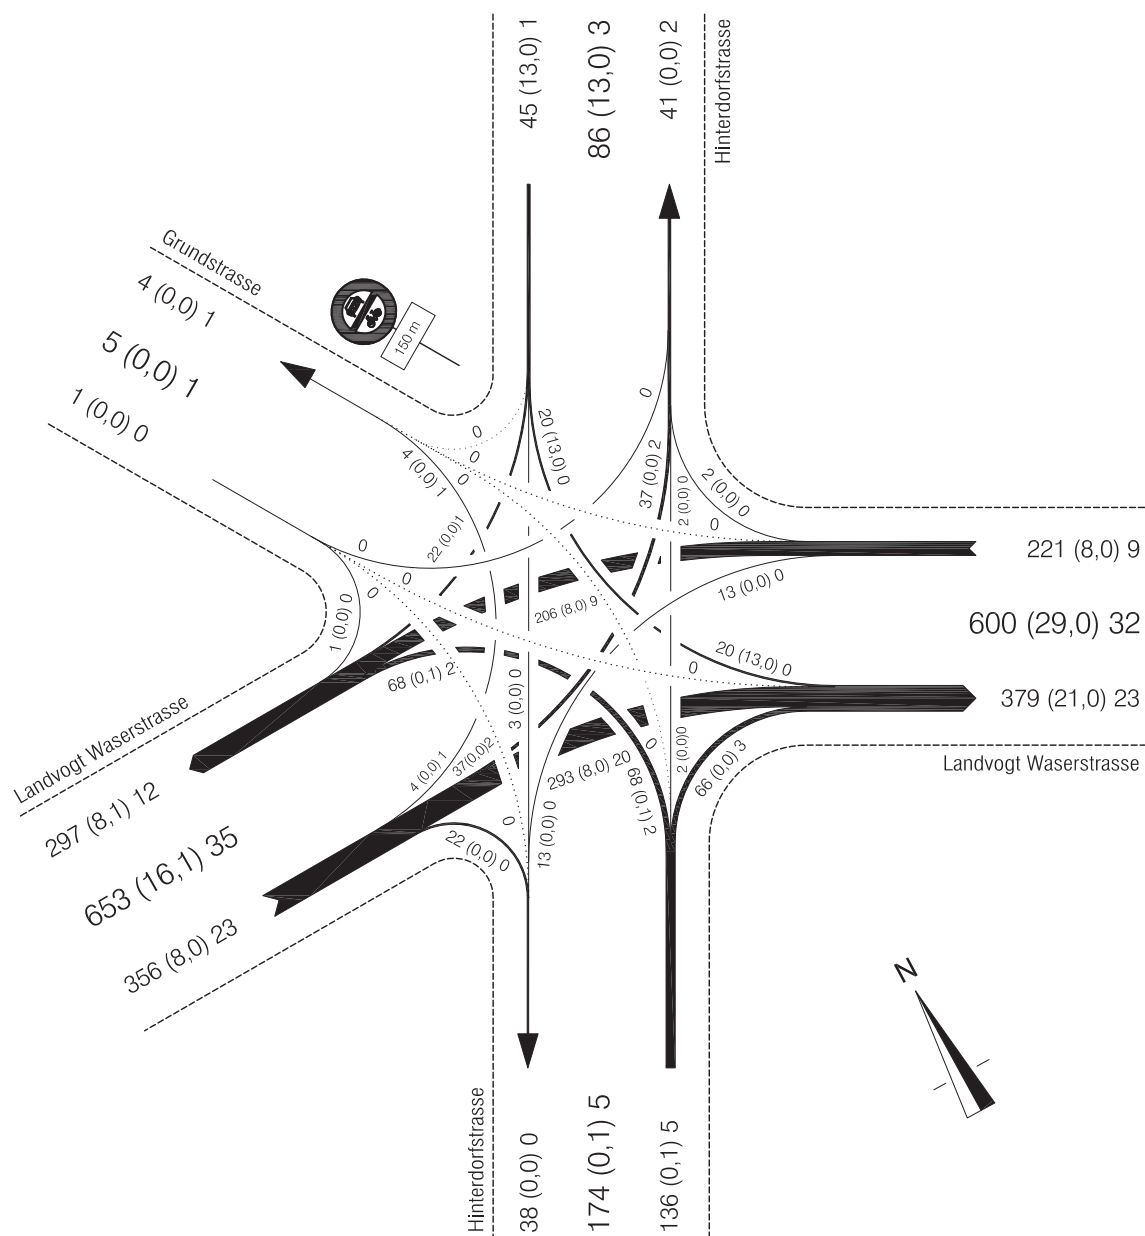 45 (13,0) 1
86 (13,0) 3
41 (0,0) 2
Hinterdorfstrasse
Grundstrasse
4 (0,0) 1
5 (0,0) 1
1 (0,0) 0
150 m
0
0
0
4 (0,0) 1
20 (13,0) 0
0
37 (0,0) 2
2 (0,0) 0
2 (0,0) 0
0
221 (8,0) 9
22 (0,0)1
0
0
0
206 (8,0) 9
13 (0,0) 0
1 (0,0) 0
600 (29,0) 32
68 (0,1) 2
3 (0,0) 0
20 (13,0) 0
0
379 (21,0) 23
Landvogt Waserstrasse
Landvogt Waserstrasse
297 (8,1) 12
653 (16,1) 35
356 (8,0) 23
4 (0,0) 1
37(0,0)2
293 (8,0) 20
0
2 (0,0)0
68 (0,1) 2
66 (0,0) 3
0
13 (0,0) 0
22 (0,0) 0
N
Hinterdorfstrasse
38 (0,0) 0
174 (0,1) 5
136 (0,1) 5